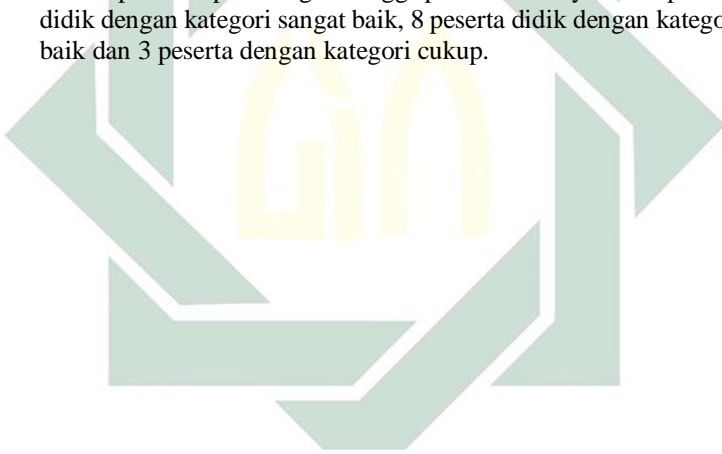 didik dengan kategori sangat baik, 8 peserta didik dengan
baik dan 3 peserta dengan kategori cukup.